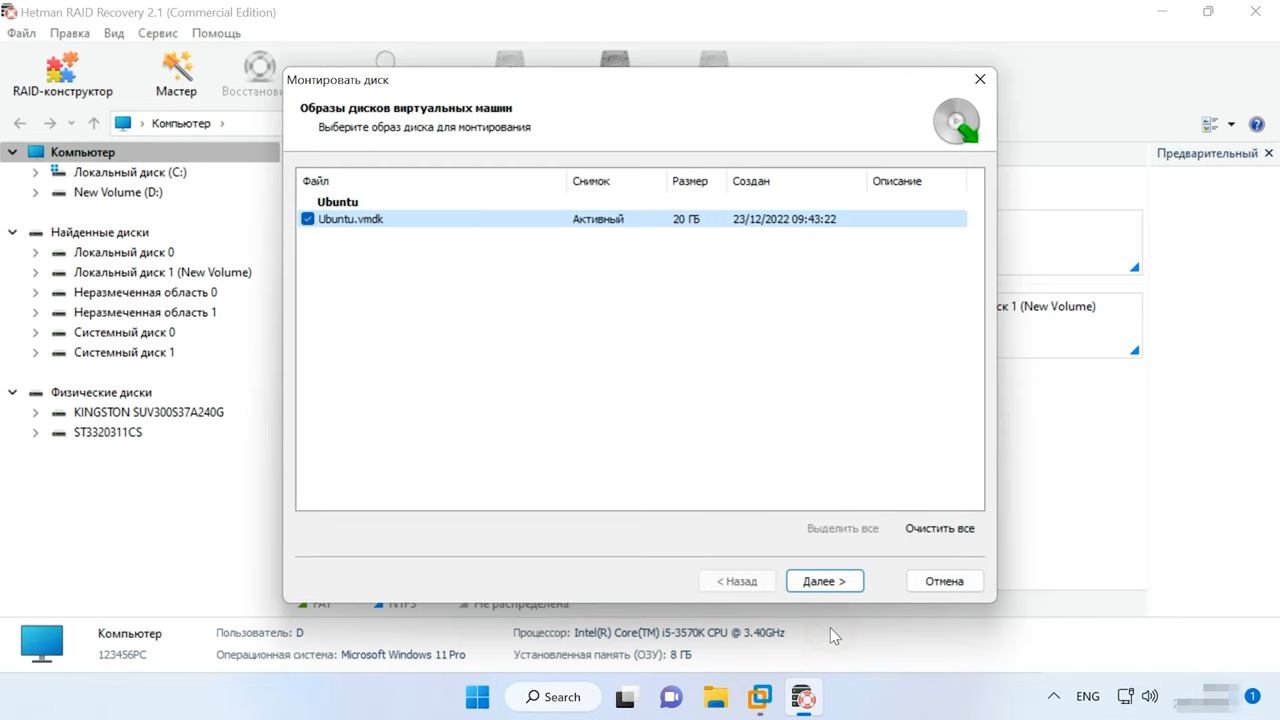 Hetman RAID Recovery 2.1 (Commercial Edition)
Файл Правка Вид Сервис Помощь
RAID-конструктор Мастер
Компьютер
Компьютер
Локальный диск (C:)
New Volume (D:)
Найденные диски
Локальный диск 0
Локальный диск 1 (New Volume)
Неразмеченная область 0
Неразмеченная область 1
Системный диск 0
Системный диск 1
Физические диски
KINGSTON SUV300S37A240G
ST3320311CS
Монтировать диск
Образы дисков виртуальных машин
Выберите образ диска для монтирования
Файл Снимок Размер Создан Описание
Ubuntu
Ubuntu.vmdk Активный 20 ГБ 23/12/2022 09:43:22
Выделить все Очистить все
< Назад Далее > Отмена
Предварительный
ск 1 (New Volume)
FAT NTFS Не распределена
Компьютер
123456PC
Пользователь: D
Операционная система: Microsoft Windows 11 Pro
Процессор: Intel(R) Core(TM) i5-3570K CPU @ 3.40GHz
Установленная память (ОЗУ): 8 ГБ
Search
ENG
1